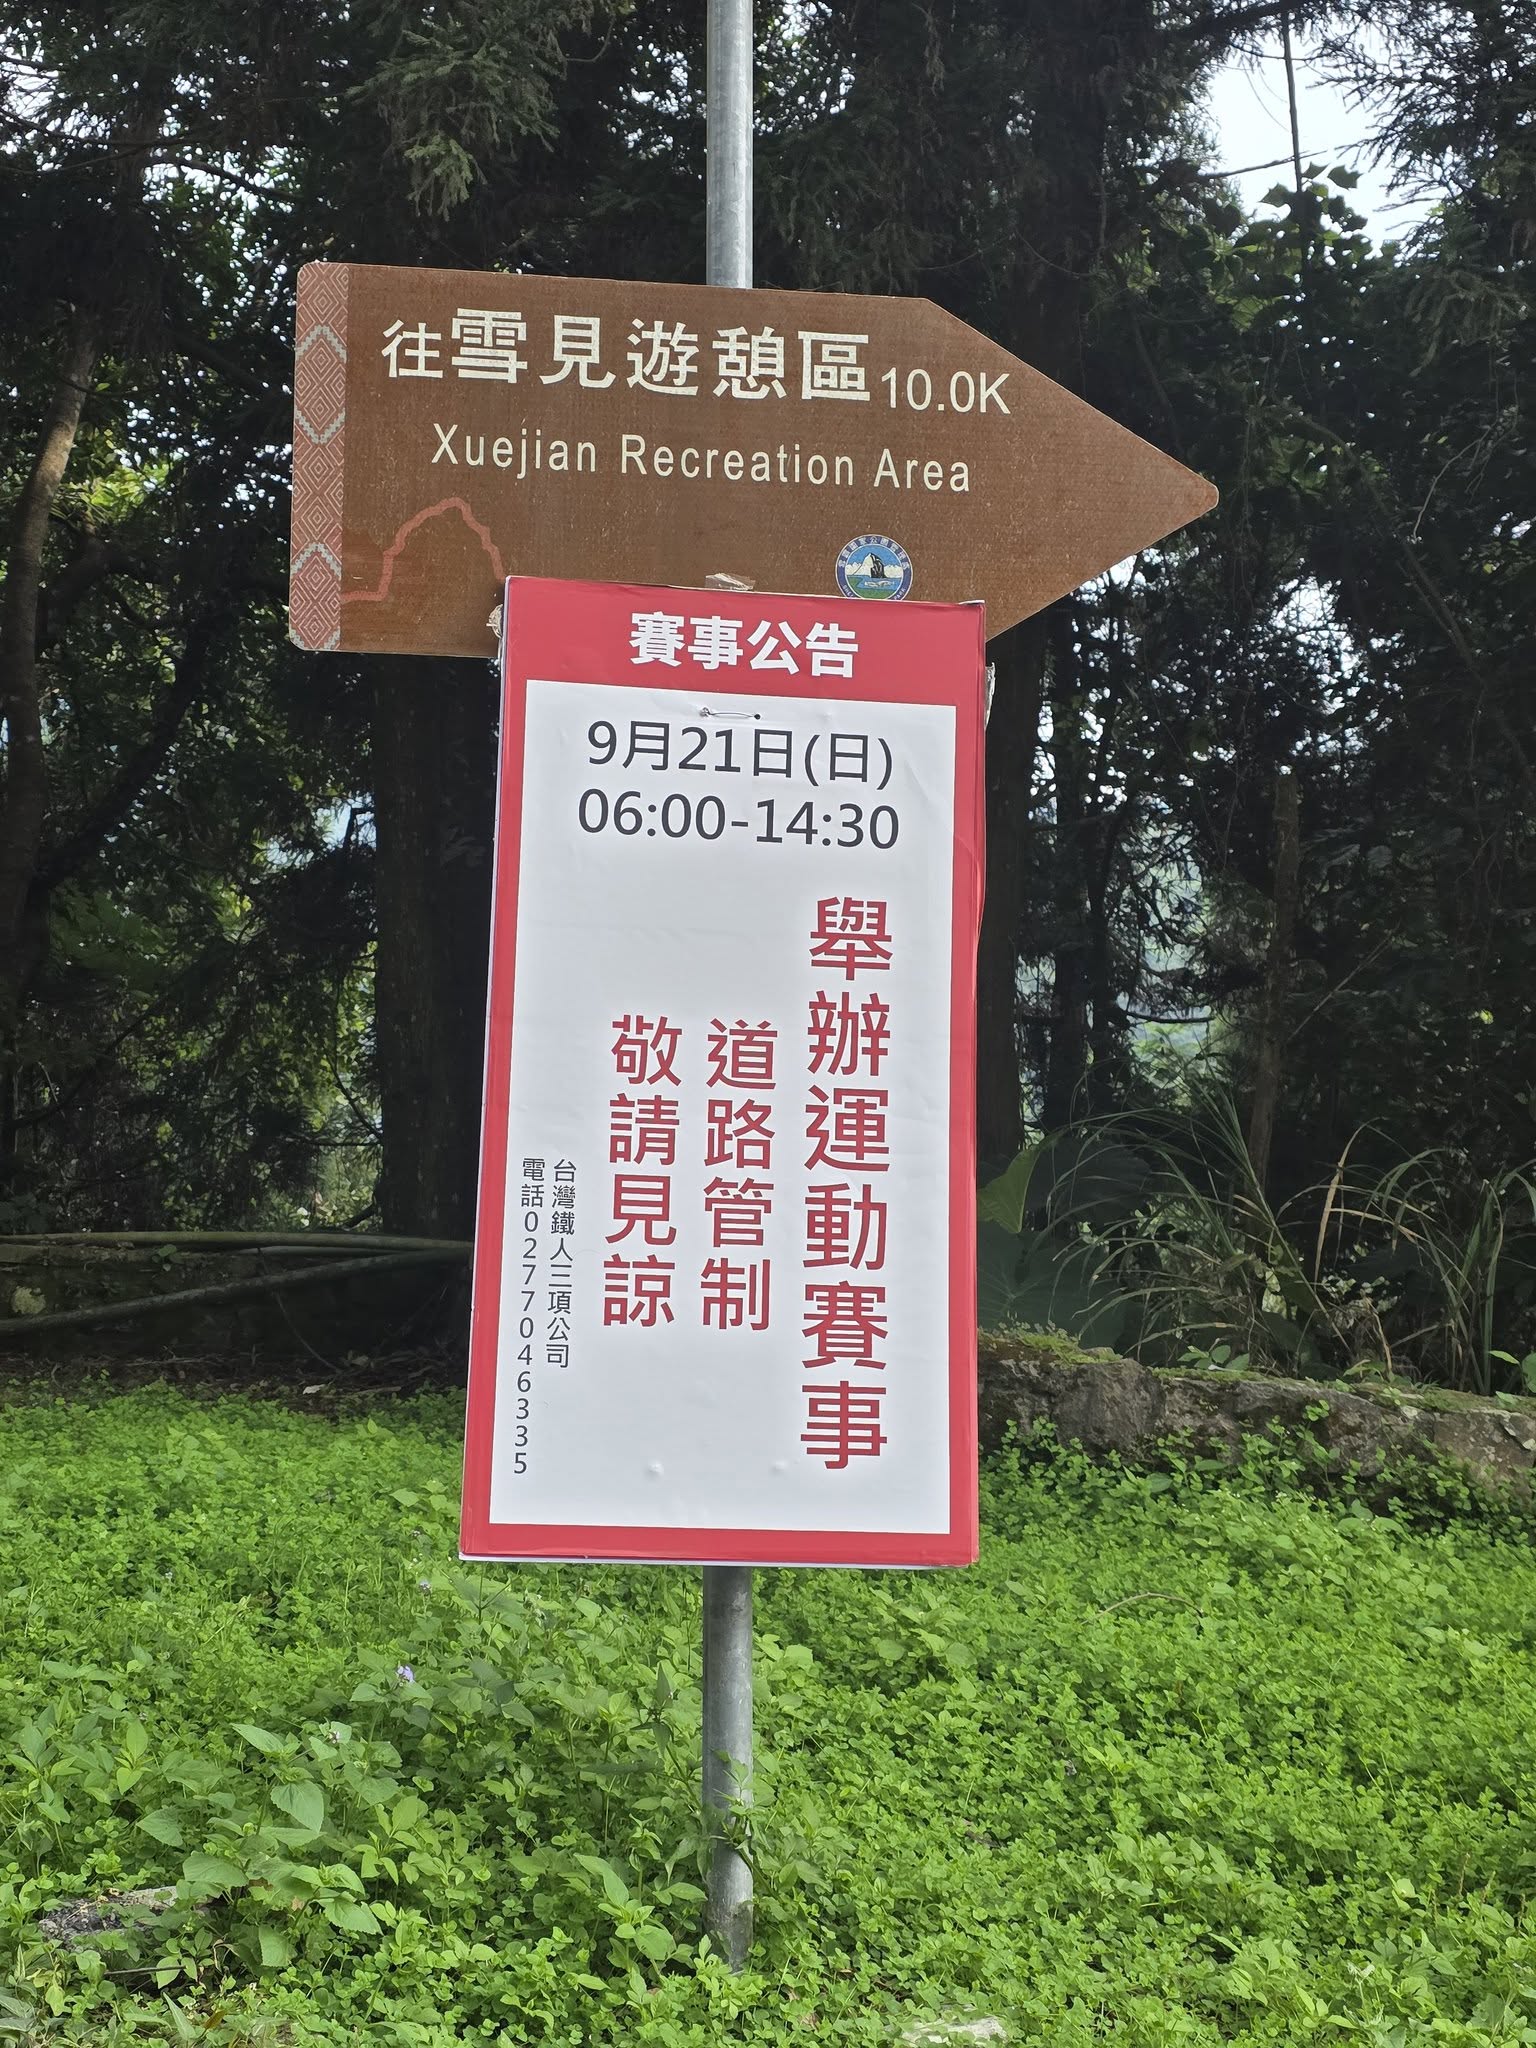 往雪見遊憩區10.0K
Xuejian Recreation Area
賽事公告
9月21日(日)
06:00-14:30
舉辦運動賽事
道路管制
敬請見諒
台灣鐵人三項公司
電話0277046335